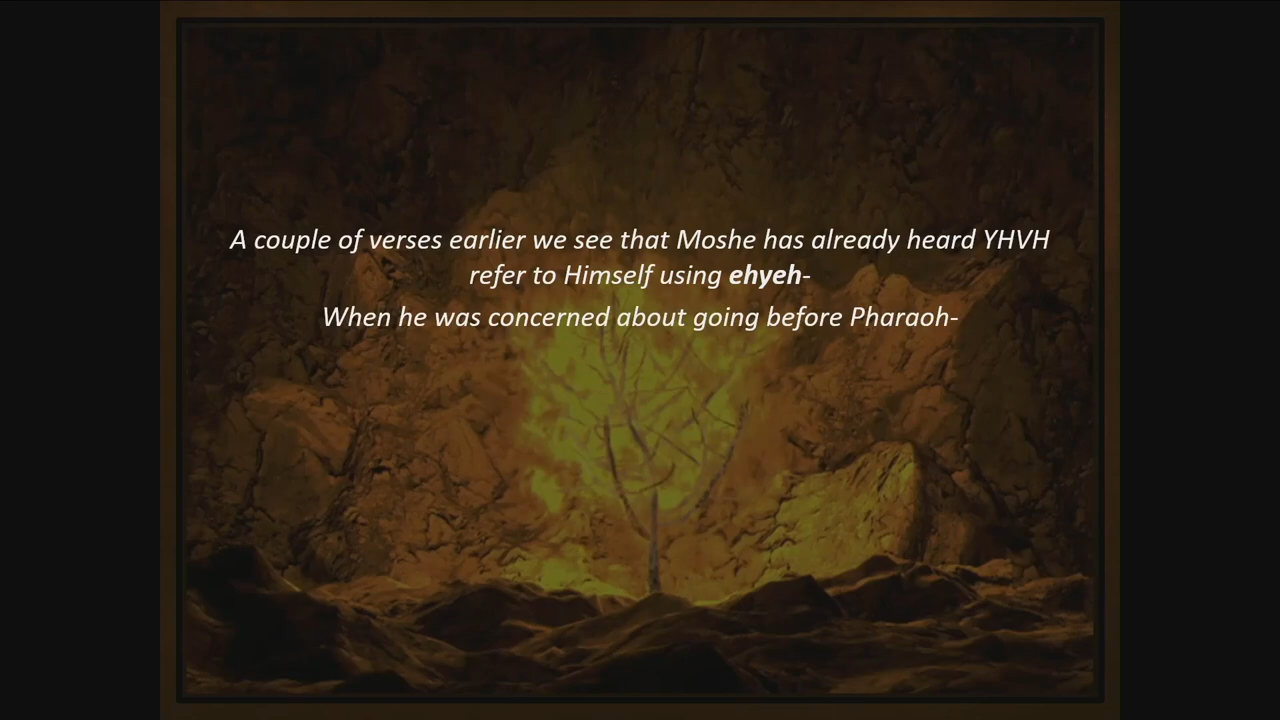 A couple of verses earlier we see that Moshe has already heard YHVH
refer to Himself using ehyeh-
When he was concerned about going before Pharaoh-